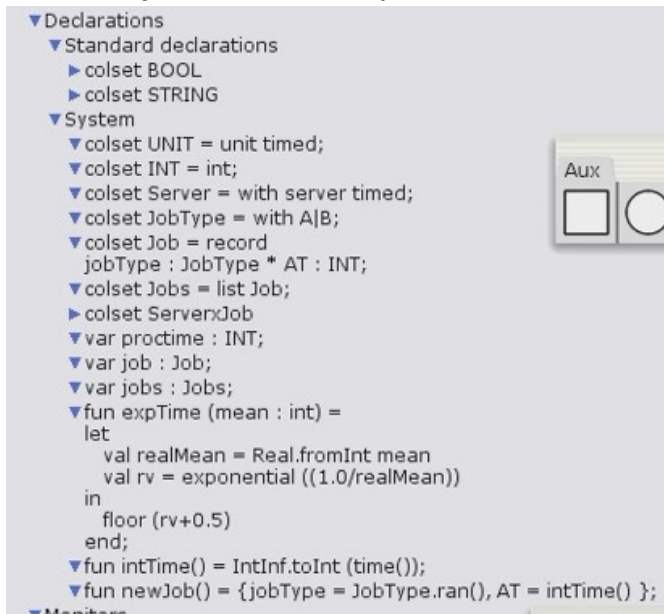 Declarations
Standard declarations
colset BOOL
colset STRING
System
colset UNIT = unit timed;
colset INT = int;
colset Server = with server timed;
colset JobType = with A|B;
colset Job = record
jobType : JobType * AT : INT;
colset Jobs = list Job;
colset ServerxJob
var proctime : INT;
var job : Job;
var jobs : Jobs;
fun expTime (mean : int) =
let
val realMean = Real.fromInt mean
val rv = exponential ((1.0/realMean))
in
floor (rv+0.5)
end;
fun intTime() = IntInf.toInt (time());
fun newJob() = {jobType = JobType.ran(), AT = intTime() };
Monitors
Aux